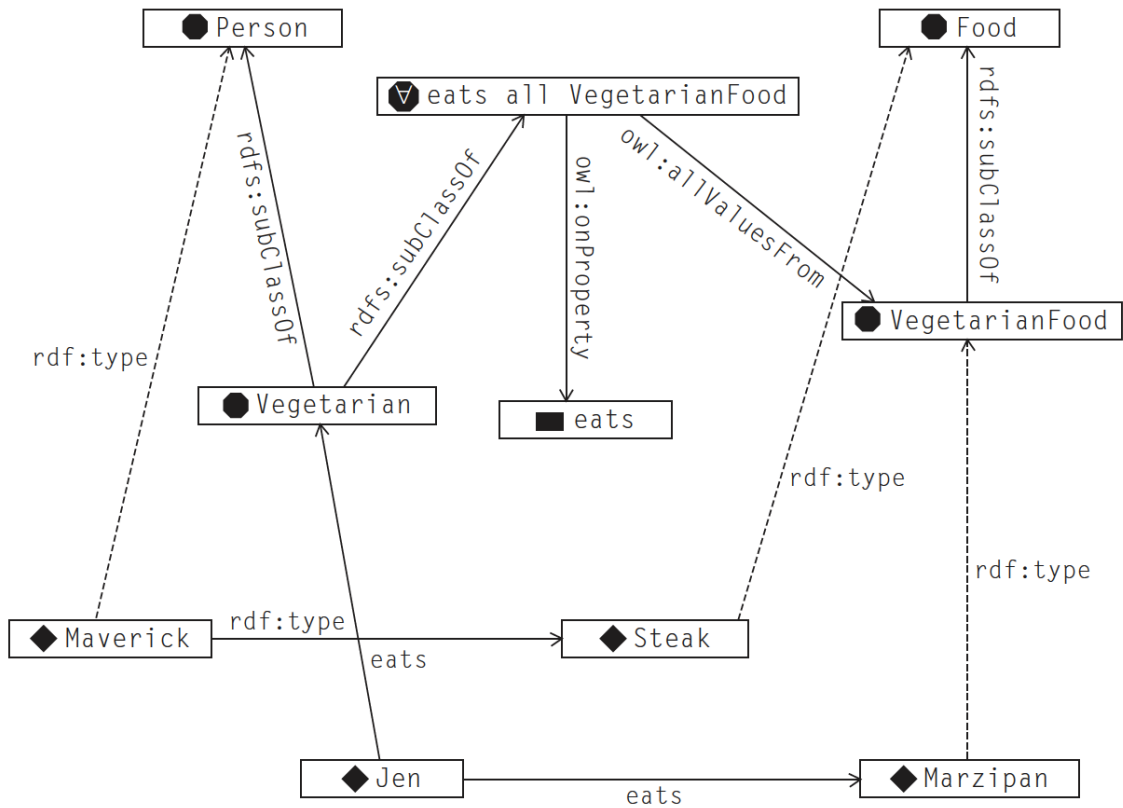 Person
Food
∀ eats all VegetarianFood
rdfs:subClassOf
rdfs:subClassOf
owl:onProperty
owl:allValuesFrom
rdfs:subClassOf
VegetarianFood
rdf:type
Vegetarian
eats
rdf:type
rdf:type
Maverick
rdf:type
Steak
eats
Jen
eats
Marzipan